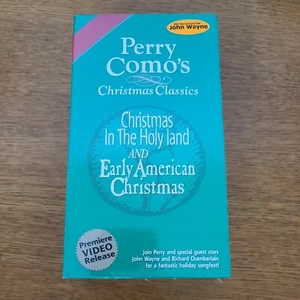 John Wayne
Perry
Como's
Christmas Classics
Christmas
In The Holy land
AND
Early American
Christmas
Premiere
VIDEO
Release
Join Perry and special guest stars
John Wayne and Richard Chamberlain
for a fantastic holiday songfest!